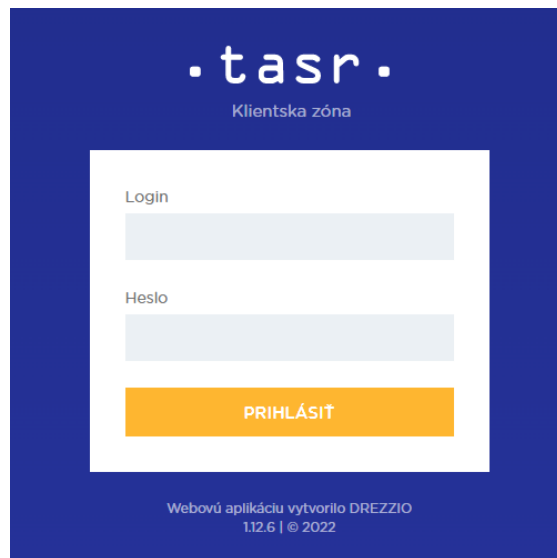 ·tasr·
Klientska zóna
Login
Heslo
PRIHLÁSIŤ
Webovú aplikáciu vytvorilo DREZZIO
1.12.6 | © 2022